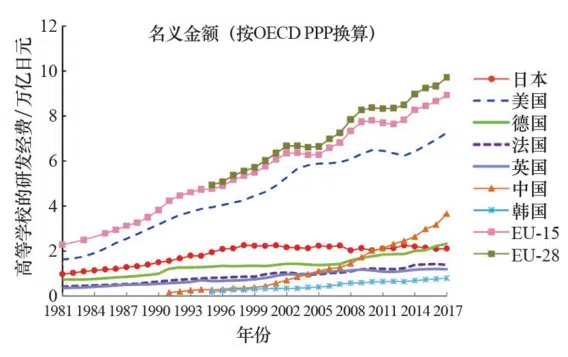 名义金额（按OECD PPP换算）
高等学校的研发经费/万亿日元
12
10
8
6
4
2
0
1981 1984 1987 1990 1993 1996 1999 2002 2005 2008 2011 2014 2017
年份
日本
美国
德国
法国
英国
中国
韩国
EU-15
EU-28